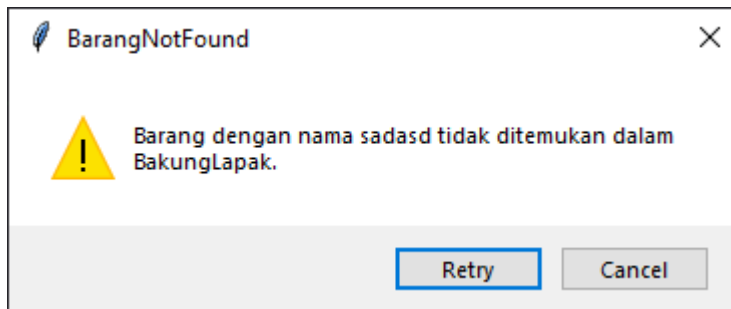 BarangNotFound
Barang dengan nama sadasd tidak ditemukan dalam
BakungLapak.
Retry Cancel